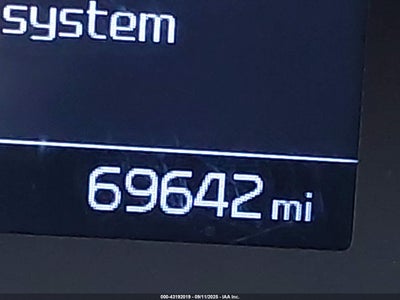 system
69642 mi
000-43192019 - 09/11/2025 - IAA Inc.